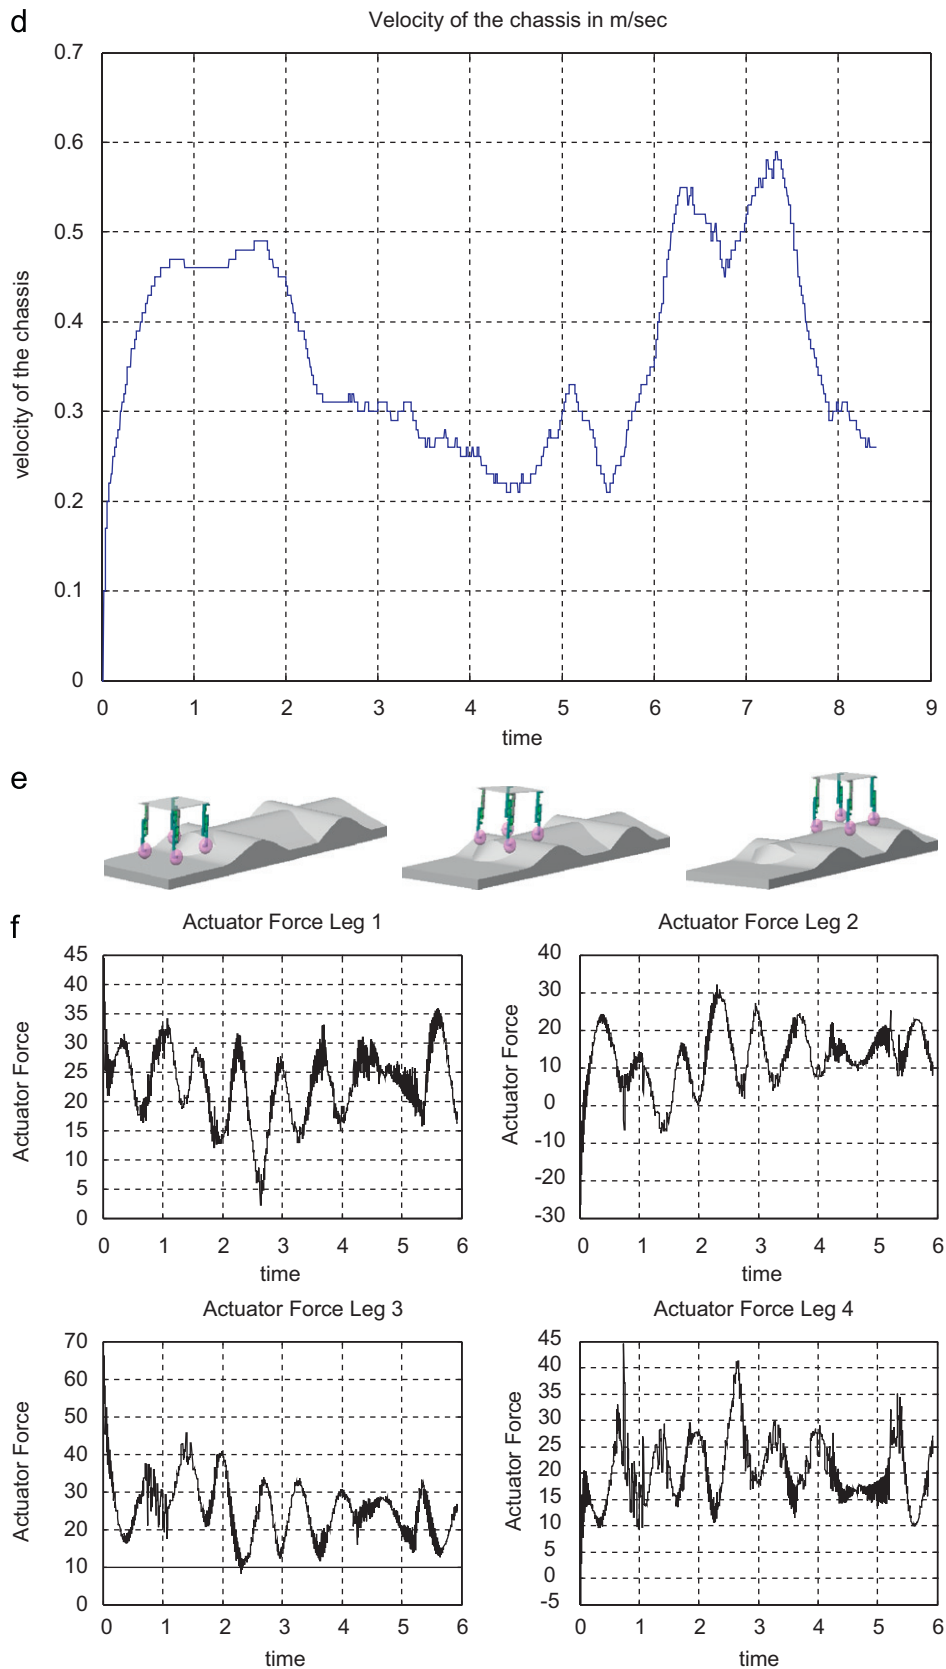 d
Velocity of the chassis in m/sec
0.7
0.6
0.5
0.4
0.3
0.2
0.1
0
velocity of the chassis
0 1 2 3 4 5 6 7 8 9
time
e
f
Actuator Force Leg 1
45
40
35
30
25
20
15
10
5
0
Actuator Force
0 1 2 3 4 5 6
time
Actuator Force Leg 2
40
30
20
10
0
-10
-20
-30
Actuator Force
0 1 2 3 4 5 6
time
Actuator Force Leg 3
70
60
50
40
30
20
10
0
Actuator Force
0 1 2 3 4 5 6
time
Actuator Force Leg 4
45
40
35
30
25
20
15
10
5
0
-5
Actuator Force
0 1 2 3 4 5 6
time